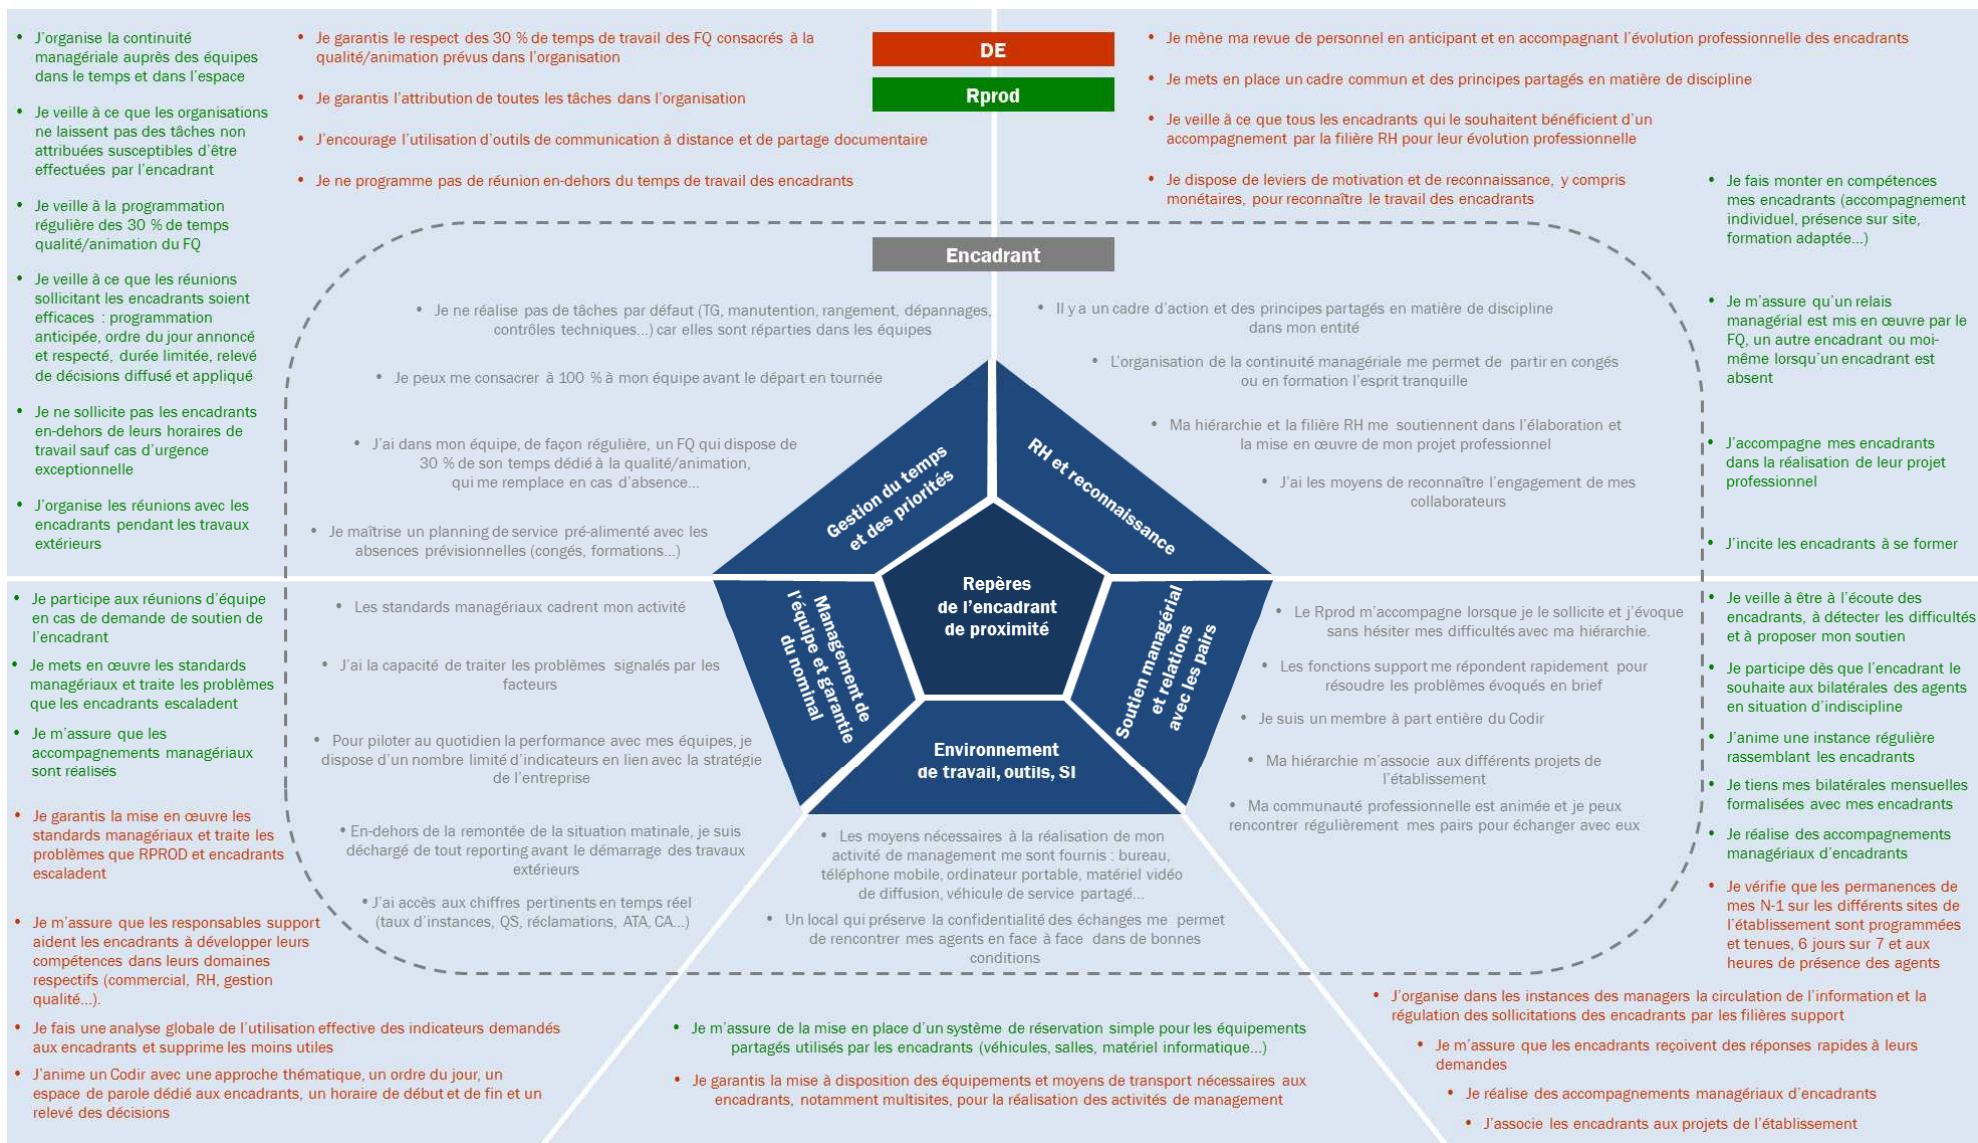 • J'organise la continuité
managériale auprès des équipes
dans le temps et dans l'espace
• Je veille à ce que les organisations
ne laissent pas des tâches non
attribuées susceptibles d'être
effectuées par l'encadrant
• Je veille à la programmation
régulière des 30 % de temps
qualité/animation du FQ
• Je veille à ce que les réunions
sollicitant les encadrants soient
efficaces : programmation
anticipée, ordre du jour annoncé
et respecté, durée limitée, relevé
de décisions diffusé et appliqué
• Je ne sollicite pas les encadrants
en-dehors de leurs horaires de
travail sauf cas d'urgence
exceptionnelle
• J'organise les réunions avec les
encadrants pendant les travaux
extérieurs
• Je garantis le respect des 30 % de temps de travail des FQ consacrés à la
qualité/animation prévus dans l'organisation
• Je garantis l'attribution de toutes les tâches dans l'organisation
• J'encourage l'utilisation d'outils de communication à distance et de partage documentaire
• Je ne programme pas de réunion en-dehors du temps de travail des encadrants
DE
Rprod
• Je mène ma revue de personnel en anticipant et en accompagnant l'évolution professionnelle des encadrants
• Je mets en place un cadre commun et des principes partagés en matière de discipline
• Je veille à ce que tous les encadrants qui le souhaitent bénéficient d'un
accompagnement par la filière RH pour leur évolution professionnelle
• Je dispose de leviers de motivation et de reconnaissance, y compris
monétaires, pour reconnaître le travail des encadrants
• Je fais monter en compétences
mes encadrants (accompagnement
individuel, présence sur site,
formation adaptée...)
• Je m'assure qu'un relais
managérial est mis en œuvre par le
FQ, un autre encadrant ou moi-
même lorsqu'un encadrant est
absent
• J'accompagne mes encadrants
dans la réalisation de leur projet
professionnel
• J'incite les encadrants à se former
Encadrant
• Je ne réalise pas de tâches par défaut (TG, manutention, rangement, dépannages,
contrôles techniques...) car elles sont réparties dans les équipes
• Je peux me consacrer à 100 % à mon équipe avant le départ en tournée
• J'ai dans mon équipe, de façon régulière, un FQ qui dispose de
30 % de son temps dédié à la qualité/animation,
qui me remplace en cas d'absence...
• Je maîtrise un planning de service pré-alimenté avec les
absences prévisionnelles (congés, formations...)
• Il y a un cadre d'action et des principes partagés en matière de discipline
dans mon entité
• L'organisation de la continuité managériale me permet de partir en congés
ou en formation l'esprit tranquille
• Ma hiérarchie et la filière RH me soutiennent dans l'élaboration et
la mise en œuvre de mon projet professionnel
• J'ai les moyens de reconnaître l'engagement de mes
collaborateurs
Gestion du temps
et des priorités
RH et reconnaissance
Repères
de l'encadrant
de proximité
Management de
l'équipe et garantie
du nominal
Soutien managérial
et relations
avec les pairs
Environnement
de travail, outils, SI
• Je participe aux réunions d'équipe
en cas de demande de soutien de
l'encadrant
• Je mets en œuvre les standards
managériaux et traite les problèmes
que les encadrants escaladent
• Je m'assure que les
accompagnements managériaux
sont réalisés
• Je garantis la mise en œuvre les
standards managériaux et traite les
problèmes que RPROD et encadrants
escaladent
• Je m'assure que les responsables support
aident les encadrants à développer leurs
compétences dans leurs domaines
respectifs (commercial, RH, gestion
qualité...).
• Je fais une analyse globale de l'utilisation effective des indicateurs demandés
aux encadrants et supprime les moins utiles
• J'anime un Codir avec une approche thématique, un ordre du jour, un
espace de parole dédié aux encadrants, un horaire de début et de fin et un
relevé des décisions
• Les standards managériaux cadrent mon activité
• J'ai la capacité de traiter les problèmes signalés par les
facteurs
• Pour piloter au quotidien la performance avec mes équipes, je
dispose d'un nombre limité d'indicateurs en lien avec la stratégie
de l'entreprise
• En-dehors de la remontée de la situation matinale, je suis
déchargé de tout reporting avant le démarrage des travaux
extérieurs
• J'ai accès aux chiffres pertinents en temps réel
(taux d'instances, QS, réclamations, ATA, CA...)
• Les moyens nécessaires à la réalisation de mon
activité de management me sont fournis : bureau,
téléphone mobile, ordinateur portable, matériel vidéo
de diffusion, véhicule de service partagé...
• Un local qui préserve la confidentialité des échanges me permet
de rencontrer mes agents en face à face dans de bonnes
conditions
• Je m'assure de la mise en place d'un système de réservation simple pour les équipements
partagés utilisés par les encadrants (véhicules, salles, matériel informatique...)
• Je garantis la mise à disposition des équipements et moyens de transport nécessaires aux
encadrants, notamment multisites, pour la réalisation des activités de management
• Le Rprod m'accompagne lorsque je le sollicite et j'évoque
sans hésiter mes difficultés avec ma hiérarchie.
• Les fonctions support me répondent rapidement pour
résoudre les problèmes évoqués en brief
• Je suis un membre à part entière du Codir
• Ma hiérarchie m'associe aux différents projets de
l'établissement
• Ma communauté professionnelle est animée et je peux
rencontrer régulièrement mes pairs pour échanger avec eux
• Je veille à être à l'écoute des
encadrants, à détecter les difficultés
et à proposer mon soutien
• Je participe dès que l'encadrant le
souhaite aux bilatérales des agents
en situation d'indiscipline
• J'anime une instance régulière
rassemblant les encadrants
• Je tiens mes bilatérales mensuelles
formalisées avec mes encadrants
• Je réalise des accompagnements
managériaux d'encadrants
• Je vérifie que les permanences de
mes N-1 sur les différents sites de
l'établissement sont programmées
et tenues, 6 jours sur 7 et aux
heures de présence des agents
• J'organise dans les instances des managers la circulation de l'information et la
régulation des sollicitations des encadrants par les filières support
• Je m'assure que les encadrants reçoivent des réponses rapides à leurs
demandes
• Je réalise des accompagnements managériaux d'encadrants
• J'associe les encadrants aux projets de l'établissement